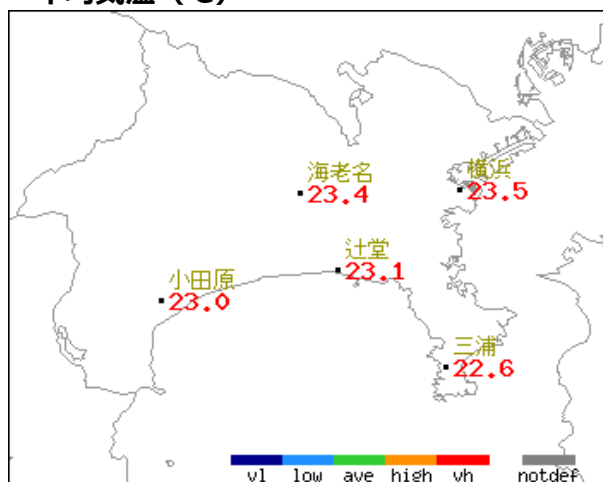 平均気温 (℃)
海老名
23.4
横浜
23.5
辻堂
23.1
小田原
23.0
三浦
22.6
vl low ave high vh notdef